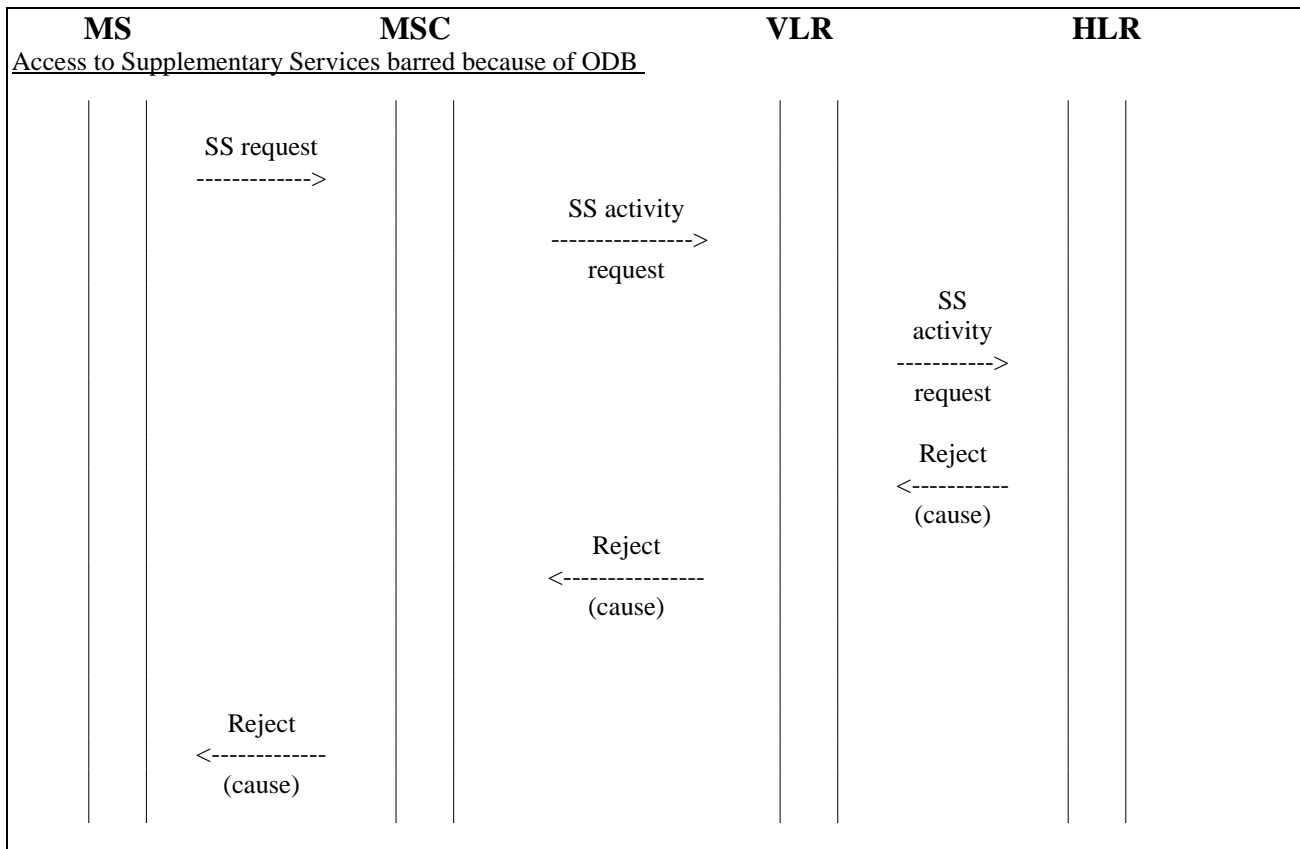 MS MSC VLR HLR
Access to Supplementary Services barred because of ODB
SS request
------------->
SS activity
---------------->
request
SS
activity
----------->
request
Reject
<-----------
(cause)
Reject
<----------------
(cause)
Reject
<-------------
(cause)